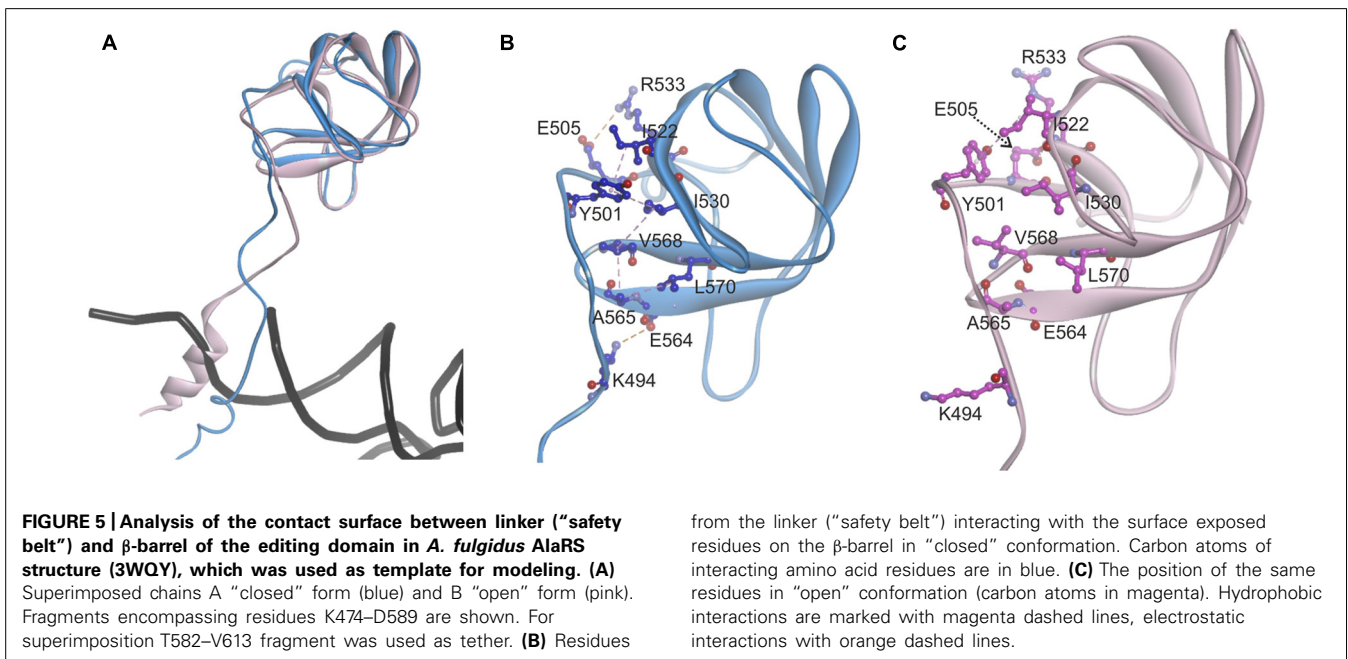 A
B
C
R533
E505
I522
Y501
I530
V568
L570
A565
E564
K494
R533
E505
I522
Y501
I530
V568
L570
A565
E564
K494
FIGURE 5 | Analysis of the contact surface between linker (“safety
belt”) and β-barrel of the editing domain in A. fulgidus AlaRS
structure (3WQY), which was used as template for modeling. (A)
Superimposed chains A “closed” form (blue) and B “open” form (pink).
Fragments encompassing residues K474–D589 are shown. For
superimposition T582–V613 fragment was used as tether. (B) Residues
from the linker (“safety belt”) interacting with the surface exposed
residues on the β-barrel in “closed” conformation. Carbon atoms of
interacting amino acid residues are in blue. (C) The position of the same
residues in “open” conformation (carbon atoms in magenta). Hydrophobic
interections are marked with magenta dashed lines, electrostatic
interactions with orange dashed lines.